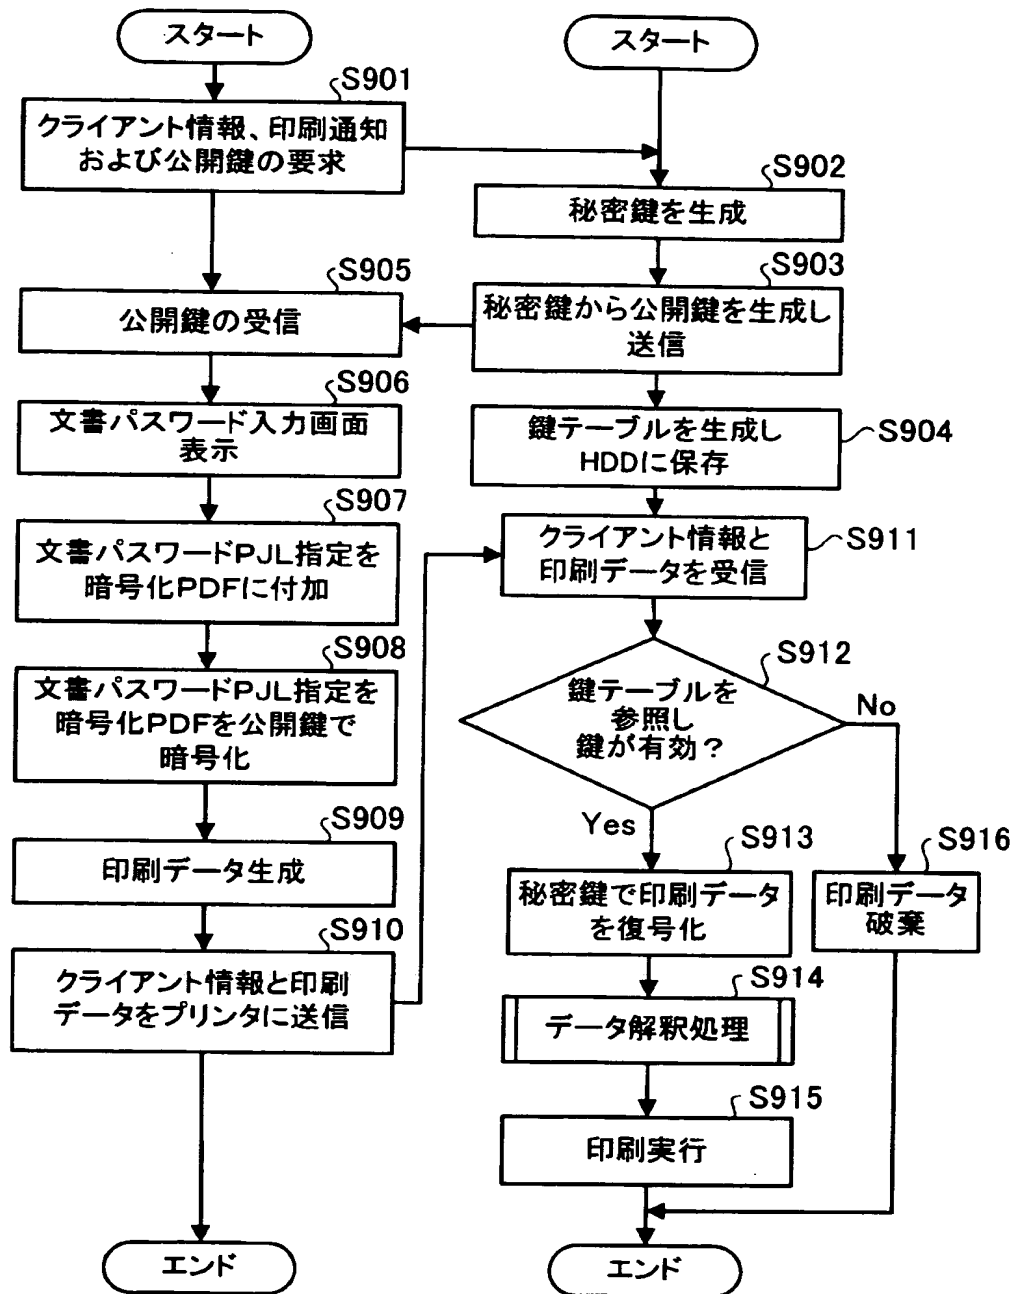 スタート
S901
クライアント情報、印刷通知
および公開鍵の要求
S905
公開鍵の受信
S906
文書パスワード入力画面
表示
S907
文書パスワードPJL指定を
暗号化PDFに付加
S908
文書パスワードPJL指定を
暗号化PDFを公開鍵で
暗号化
S909
印刷データ生成
S910
クライアント情報と印刷
データをプリンタに送信
エンド
スタート
S902
秘密鍵を生成
S903
秘密鍵から公開鍵を生成し
送信
S904
鍵テーブルを生成し
HDDに保存
S911
クライアント情報と
印刷データを受信
S912
鍵テーブルを
参照し
鍵が有効？
No
Yes
S913
秘密鍵で印刷データ
を復号化
S916
印刷データ
破棄
S914
データ解釈処理
S915
印刷実行
エンド